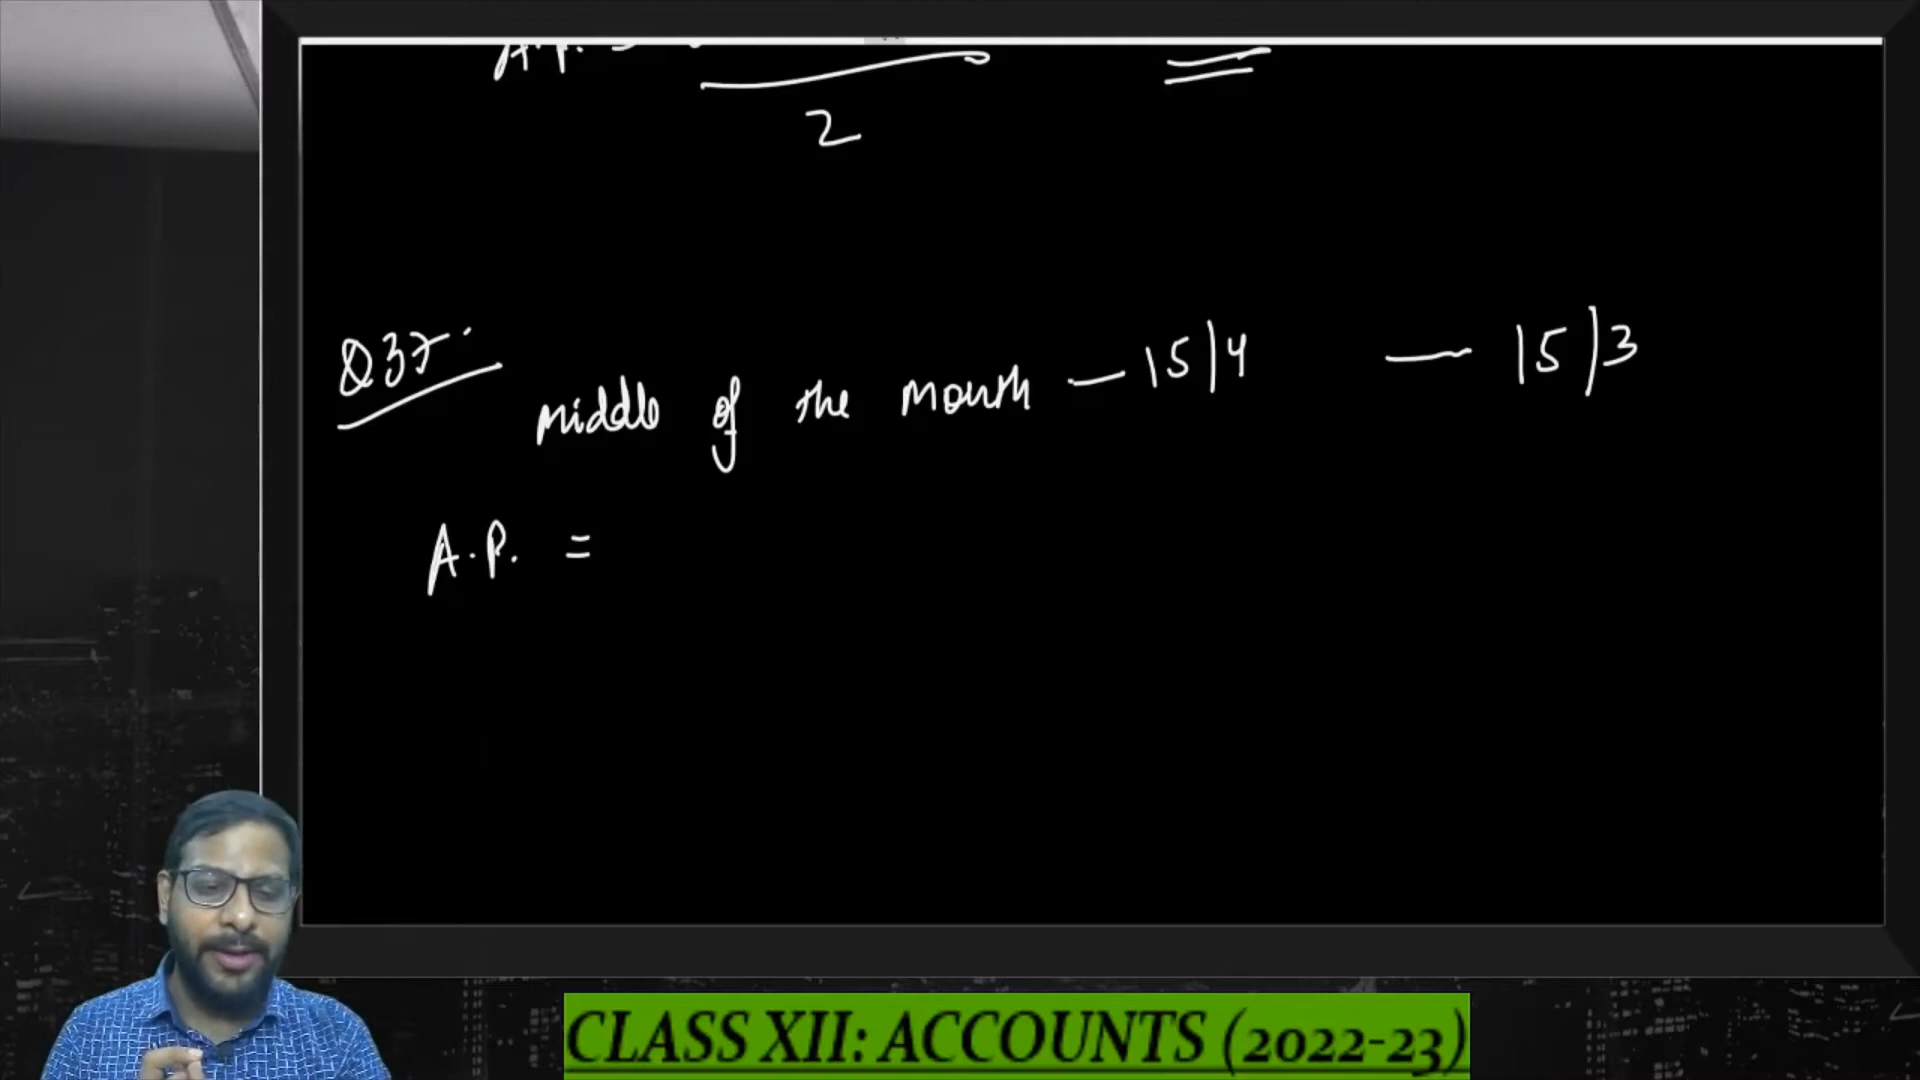 A.P. =
2
Q37.
middle of the month — 15/4 — 15/3
A.P. =
CLASS XII: ACCOUNTS (2022-23)